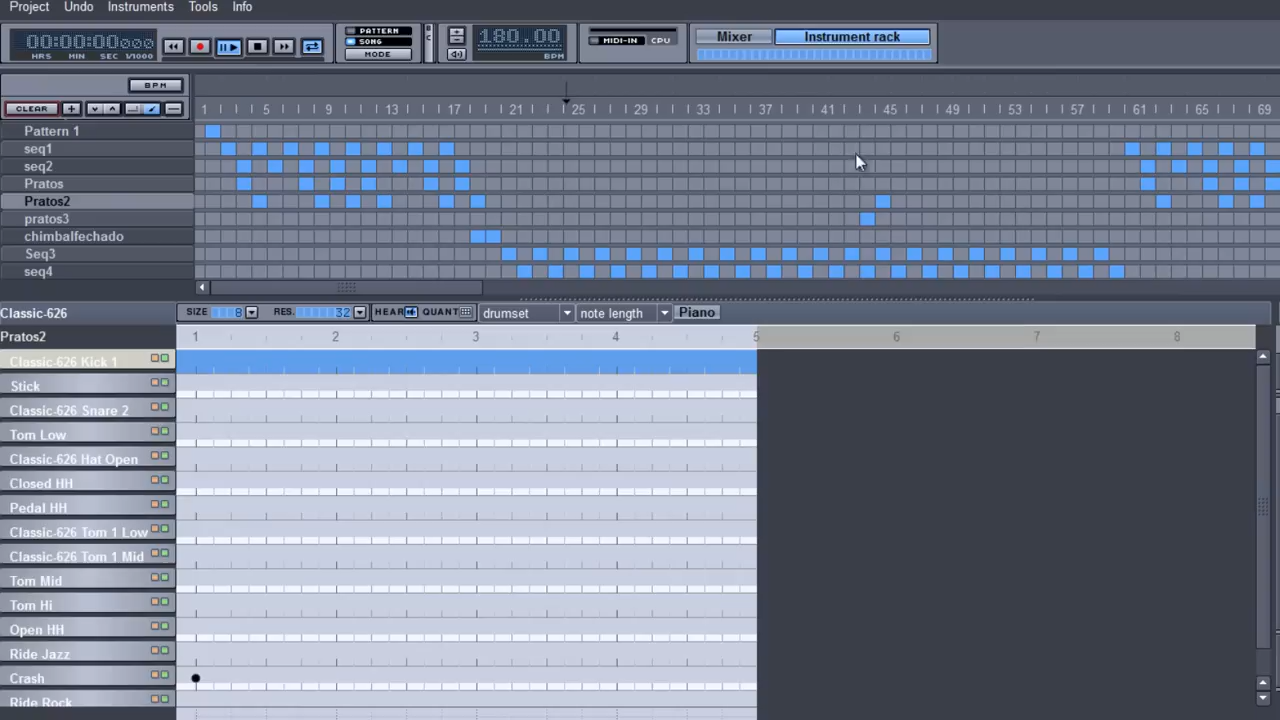 Project Undo Instruments Tools Info
00:00:00000
HRS MIN SEC 1/1000
PATTERN
SONG
MODE
180.00
BPM
MIDI-IN CPU
Mixer Instrument rack
BPM
CLEAR
1 5 9 13 17 21 25 29 33 37 41 45 49 53 57 61 65 69
Pattern 1
seq1
seq2
Pratos
Pratos2
pratos3
chimbalfechado
Seq3
seq4
Classic-626 SIZE 8 RES. 32 HEAR QUANT drumset note length Piano
Pratos2 1 2 3 4 5 6 7 8
Classic-626 Kick 1
Stick
Classic-626 Snare 2
Tom Low
Classic-626 Hat Open
Closed HH
Pedal HH
Classic-626 Tom 1 Low
Classic-626 Tom 1 Mid
Tom Mid
Tom Hi
Open HH
Ride Jazz
Crash
Ride Rock